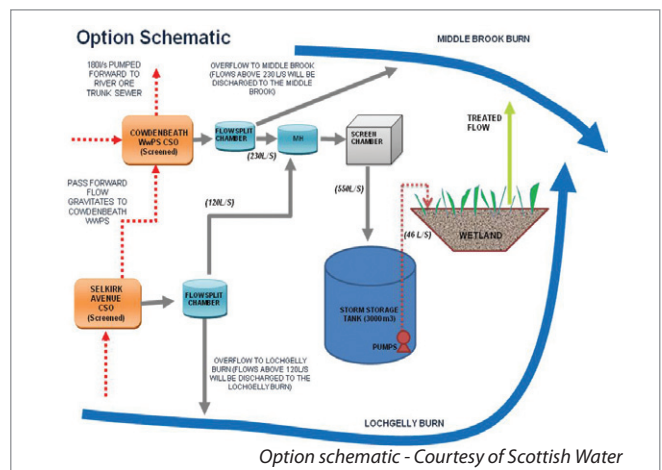 Option Schematic
MIDDLE BROOK BURN
180l/s PUMPED
FORWARD TO
RIVER ORE
TRUNK SEWER
OVERFLOW TO MIDDLE BROOK
(FLOWS ABOVE 230L/S WILL BE
DISCHARGED TO THE MIDDLE
BROOK)
COWDENBEATH
WwPS CSO
(Screened)
FLOWSPLIT
CHAMBER
(230L/S)
MH
SCREEN
CHAMBER
TREATED
FLOW
PASS FORWARD
FLOW
GRAVITATES TO
COWDENBEATH
WWPS
(120L/S)
(550L/S)
(46 L/S)
WETLAND
SELKIRK
AVENUE
CSO
(Screened)
FLOWSPLIT
CHAMBER
STORM STORAGE
TANK (3000m3)
PUMPS
OVERFLOW TO LOCHGELLY
BURN (FLOWS ABOVE 120L/S
WILL BE DISCHARGED TO THE
LOCHGELLY BURN)
LOCHGELLY BURN
Option schematic - Courtesy of Scottish Water